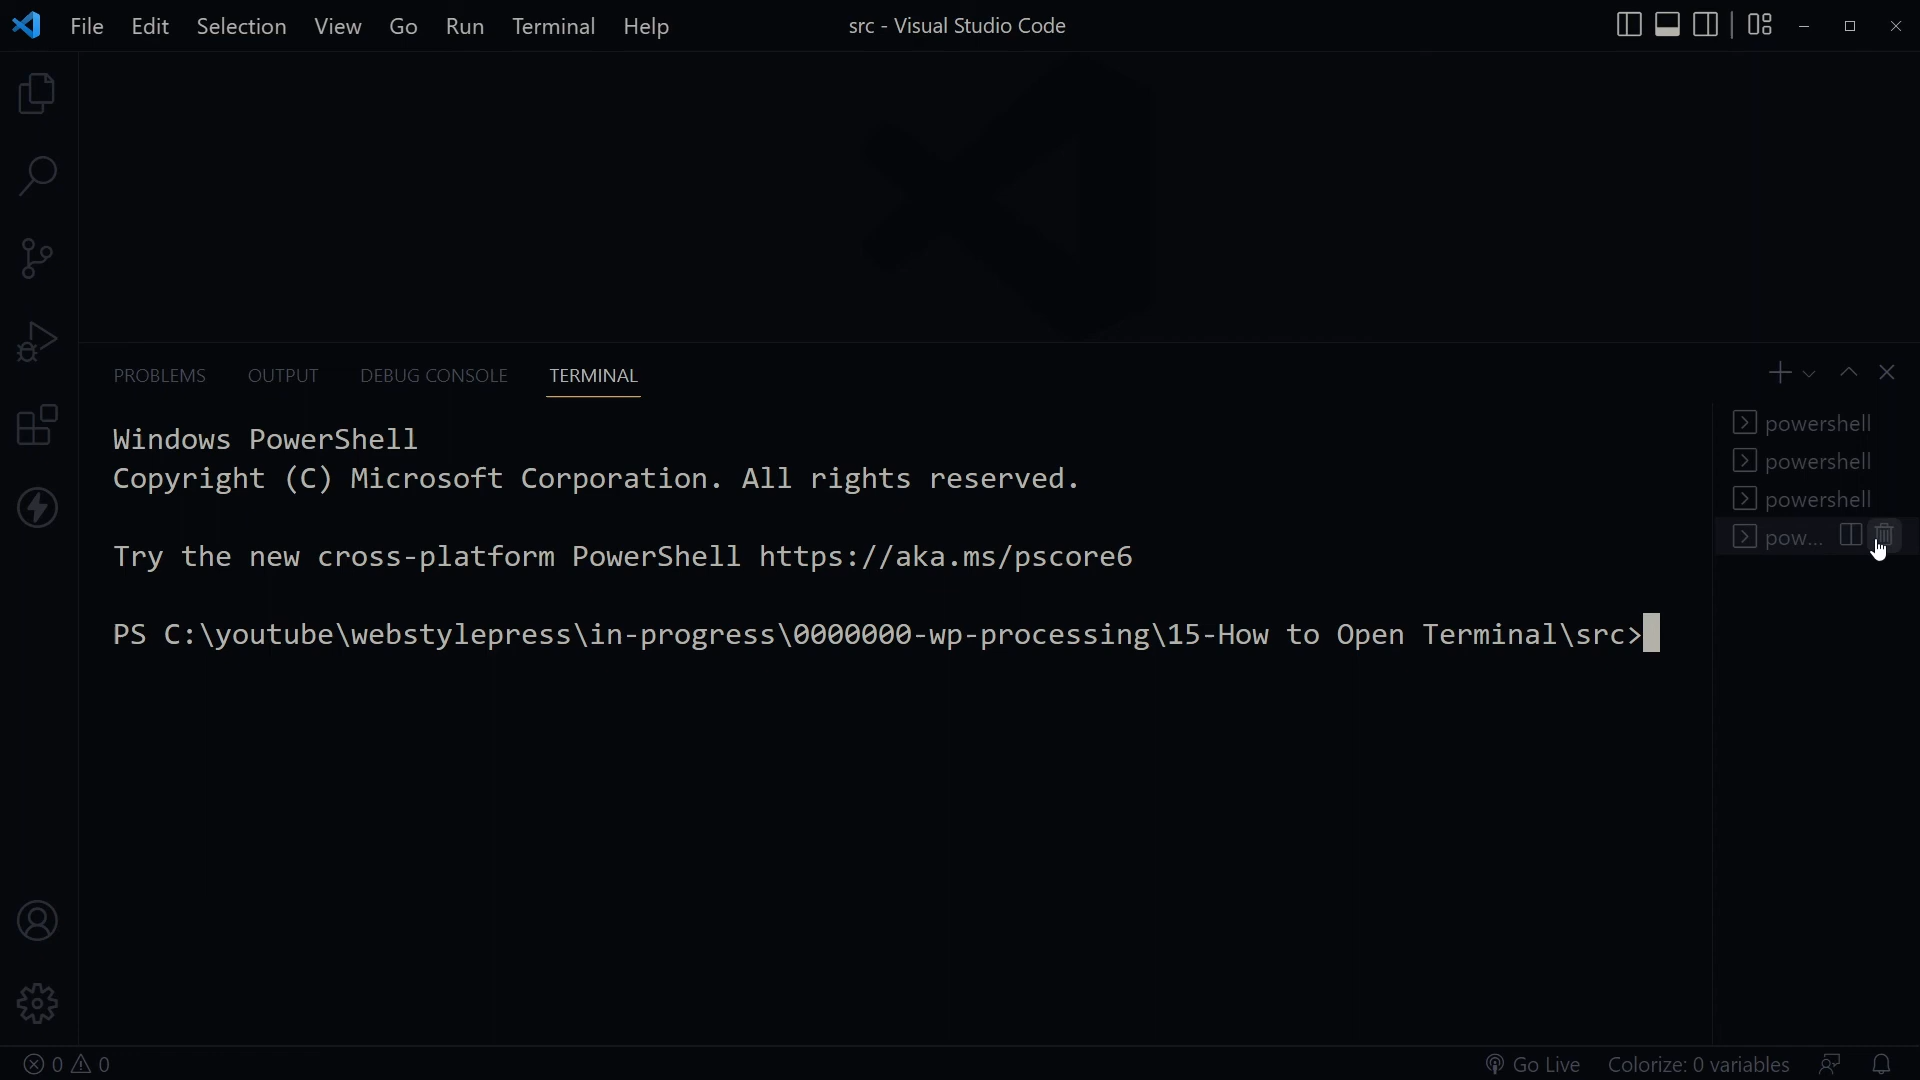 File Edit Selection View Go Run Terminal Help src - Visual Studio Code
PROBLEMS OUTPUT DEBUG CONSOLE TERMINAL
Windows PowerShell
Copyright (C) Microsoft Corporation. All rights reserved.
Try the new cross-platform PowerShell https://aka.ms/pscore6
PS C:\youtube\webstylepress\in-progress\0000000-wp-processing\15-How to Open Terminal\src>
powershell
powershell
powershell
pow...
0 0 Go Live Colorize: 0 variables